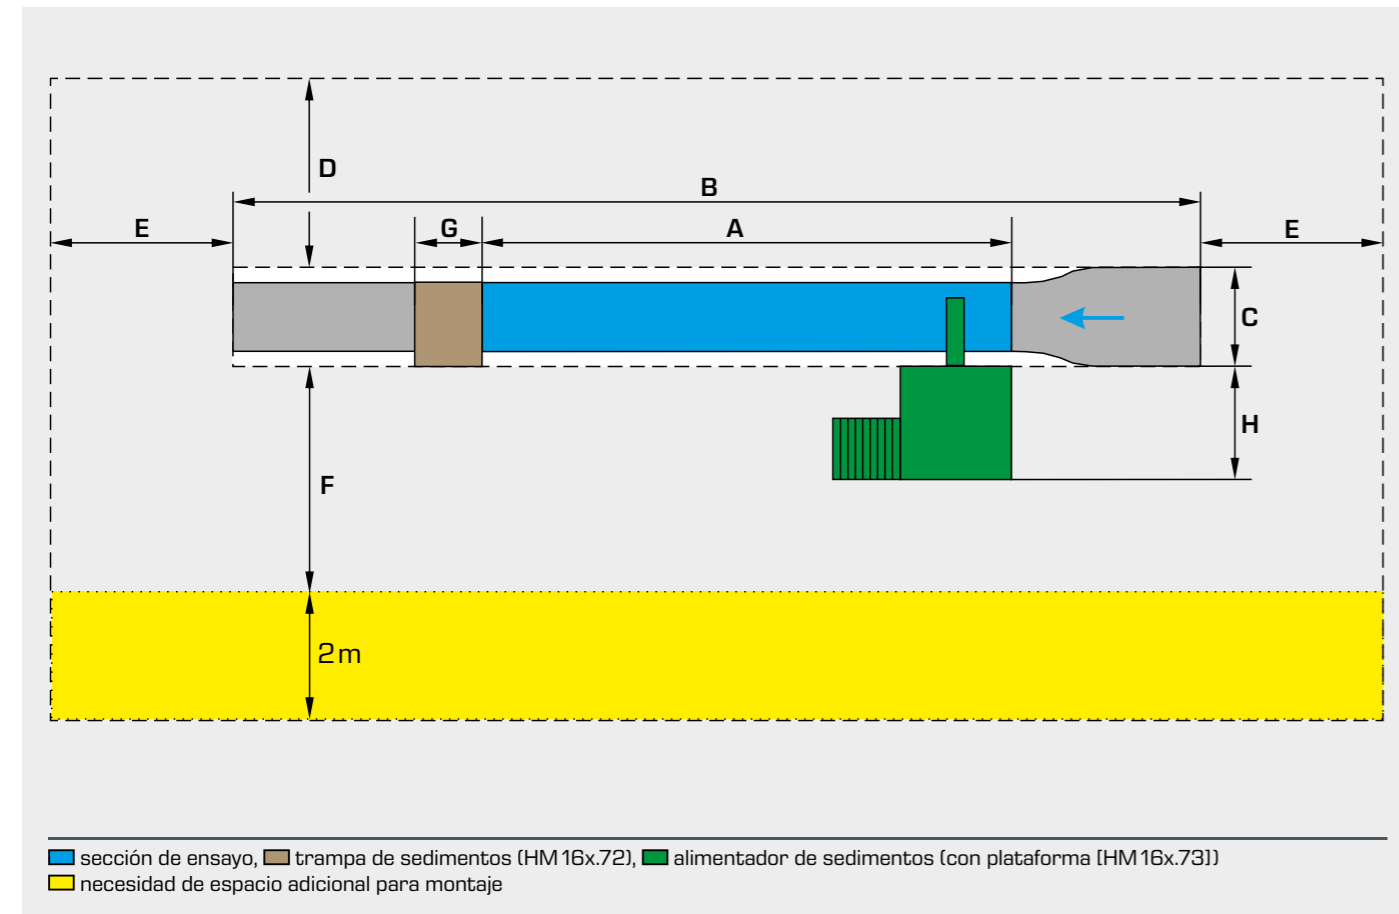 D
B
E
G
A
E
C
H
F
2 m
sección de ensayo, trampa de sedimentos (HM 16x.72), alimentador de sedimentos (con plataforma [HM 16x.73])
necesidad de espacio adicional para montaje